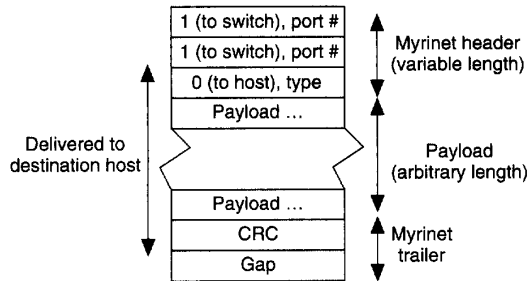 1 (to switch), port #
1 (to switch), port #
0 (to host), type
Payload ...
Payload ...
CRC
Gap
Delivered to
destination host
Myrinet header
(variable length)
Payload
(arbitrary length)
Myrinet
trailer